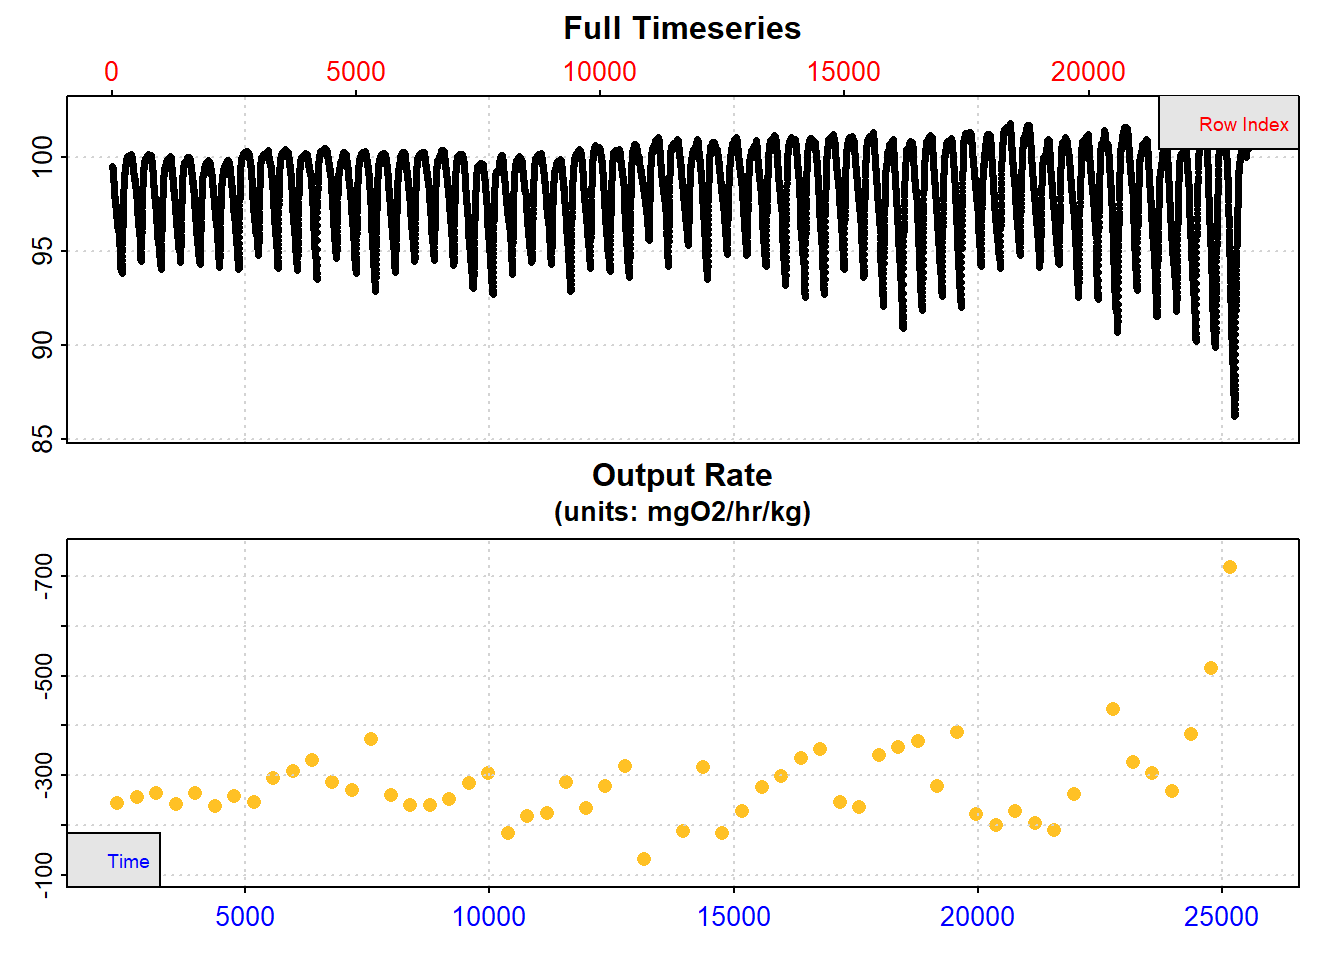 Full Timeseries
0 5000 10000 15000 20000
Row Index
100
95
90
85
Output Rate
(units: mgO2/hr/kg)
-700
-500
-300
-100
Time
5000 10000 15000 20000 25000